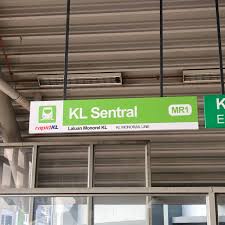 KL Sentral MR1
rapidKL Laluan Monorel KL KL MONORAIL LINE
K
E